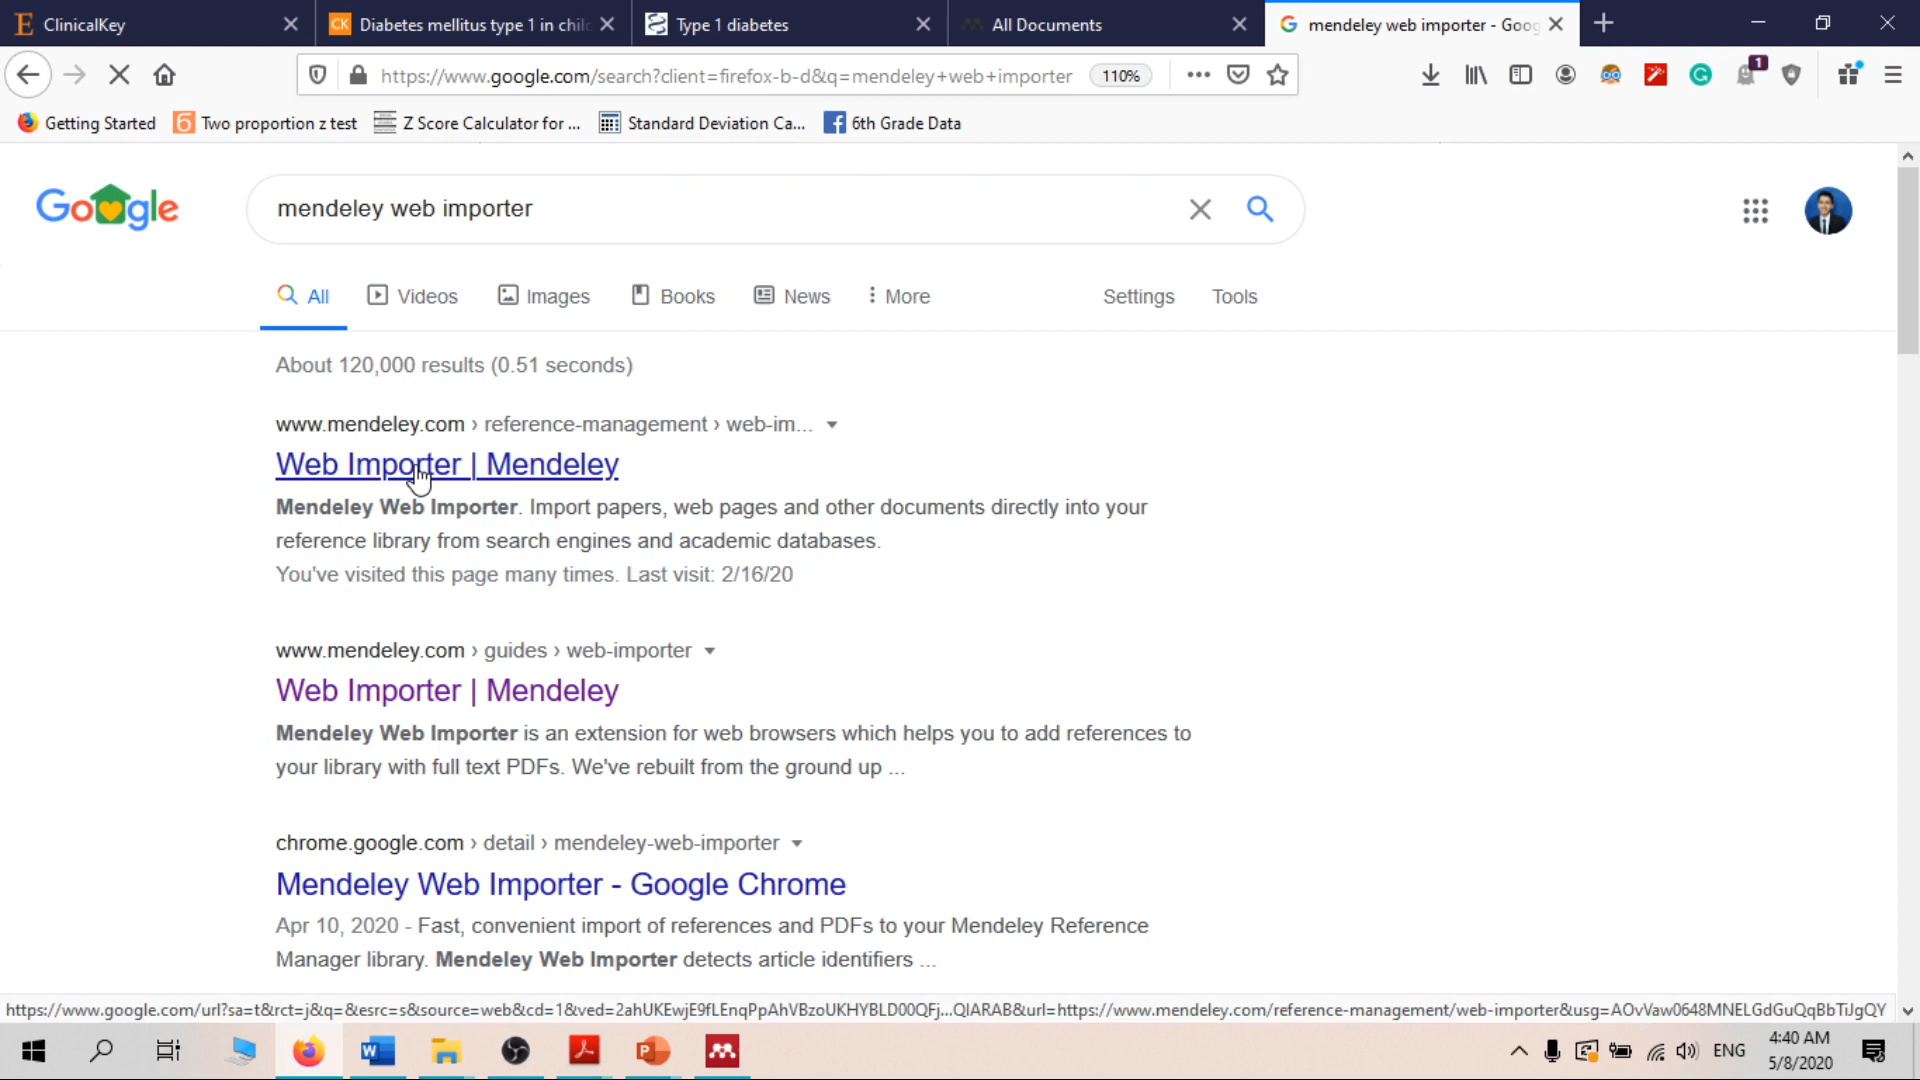 ClinicalKey
CK Diabetes mellitus type 1 in chil
Type 1 diabetes
All Documents
mendeley web importer - Goog
https://www.google.com/search?client=firefox-b-d&q=mendeley+web+importer
110%
1
Getting Started
Two proportion z test
Z Score Calculator for ...
Standard Deviation Ca...
6th Grade Data
Google
mendeley web importer
All
Videos
Images
Books
News
More
Settings
Tools
About 120,000 results (0.51 seconds)
www.mendeley.com › reference-management › web-im...
Web Importer | Mendeley
Mendeley Web Importer. Import papers, web pages and other documents directly into your
reference library from search engines and academic databases.
You've visited this page many times. Last visit: 2/16/20
www.mendeley.com › guides › web-importer
Web Importer | Mendeley
Mendeley Web Importer is an extension for web browsers which helps you to add references to
your library with full text PDFs. We've rebuilt from the ground up ...
chrome.google.com › detail › mendeley-web-importer
Mendeley Web Importer - Google Chrome
Apr 10, 2020 - Fast, convenient import of references and PDFs to your Mendeley Reference
Manager library. Mendeley Web Importer detects article identifiers ...
https://www.google.com/url?sa=t&rct=j&q=&esrc=s&source=web&cd=1&ved=2ahUKEwjE9fLEnqPpAhVBzoUKHYBLD00QFj...QIARAB&url=https://www.mendeley.com/reference-management/web-importer&usg=AOvVaw0648MNELGdGuQqBbTiJgQY
ENG
4:40 AM
5/8/2020